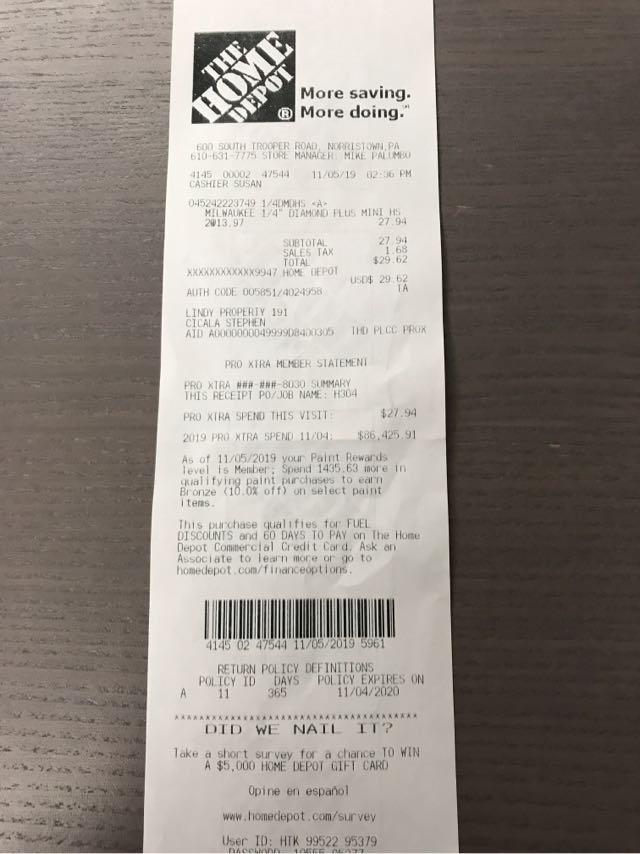 THE
HOME
DEPOT
®
More saving.
More doing.℠
600 SOUTH TROOPER ROAD, NORRISTOWN,PA
610-631-7775 STORE MANAGER: MIKE PALUMBO
4145 00002 47544 11/05/19 02:36 PM
CASHIER SUSAN
045242223749 1/4DMDHS <A>
MILWAUKEE 1/4" DIAMOND PLUS MINI HS
2@13.97 27.94
SUBTOTAL 27.94
SALES TAX 1.68
TOTAL $29.62
XXXXXXXXXXXX9947 HOME DEPOT
USD$ 29.62
AUTH CODE 005851/4024958 TA
LINDY PROPERTY 191
CICALA STEPHEN
AID A0000000049999D8400305 THD PLCC PROX
PRO XTRA MEMBER STATEMENT
PRO XTRA ###-###-8030 SUMMARY
THIS RECEIPT PO/JOB NAME: H304
PRO XTRA SPEND THIS VISIT: $27.94
2019 PRO XTRA SPEND 11/04: $86,425.91
As of 11/05/2019 your Paint Rewards
level is Member; Spend 1435.63 more in
qualifying paint purchases to earn
Bronze (10.0% off) on select paint
items.
This purchase qualifies for FUEL
DISCOUNTS and 60 DAYS TO PAY on The Home
Depot Commercial Credit Card. Ask an
Associate to learn more or go to
homedepot.com/financeoptions.
4145 02 47544 11/05/2019 5961
RETURN POLICY DEFINITIONS
POLICY ID DAYS POLICY EXPIRES ON
A 11 365 11/04/2020
DID WE NAIL IT?
Take a short survey for a chance TO WIN
A $5,000 HOME DEPOT GIFT CARD
Opine en español
www.homedepot.com/survey
User ID: HTK 99522 95379